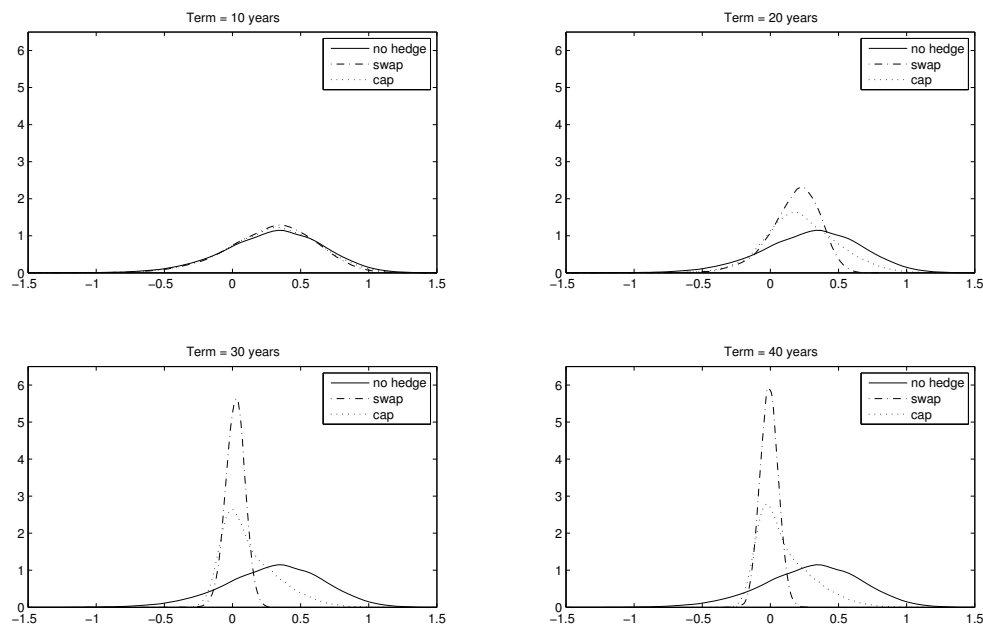 Term = 10 years
6
5
4
3
2
1
0
−1.5 −1 −0.5 0 0.5 1 1.5
no hedge
swap
cap
Term = 20 years
6
5
4
3
2
1
0
−1.5 −1 −0.5 0 0.5 1 1.5
no hedge
swap
cap
Term = 30 years
6
5
4
3
2
1
0
−1.5 −1 −0.5 0 0.5 1 1.5
no hedge
swap
cap
Term = 40 years
6
5
4
3
2
1
0
−1.5 −1 −0.5 0 0.5 1 1.5
no hedge
swap
cap